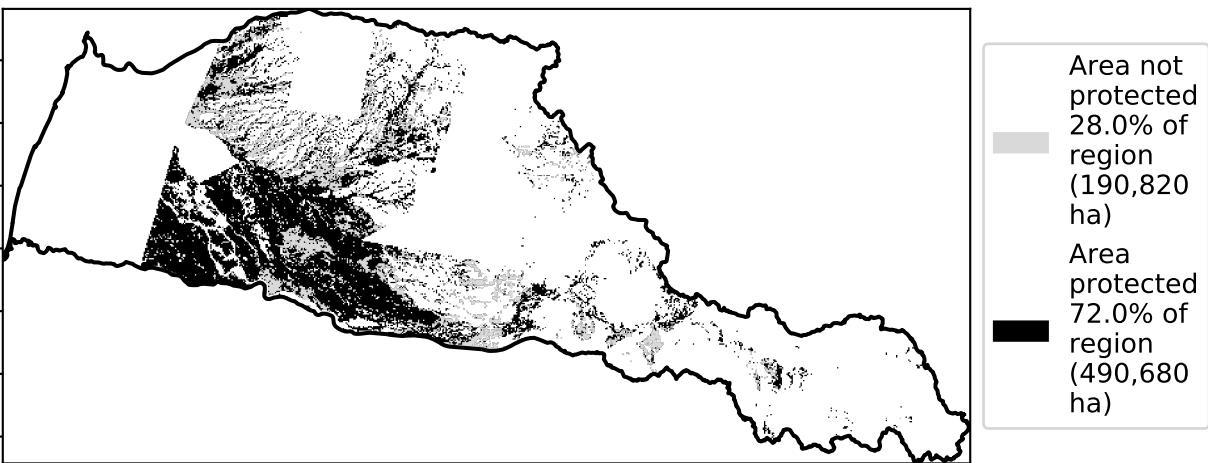 Area not
protected
28.0% of
region
(190,820
ha)
Area
protected
72.0% of
region
(490,680
ha)